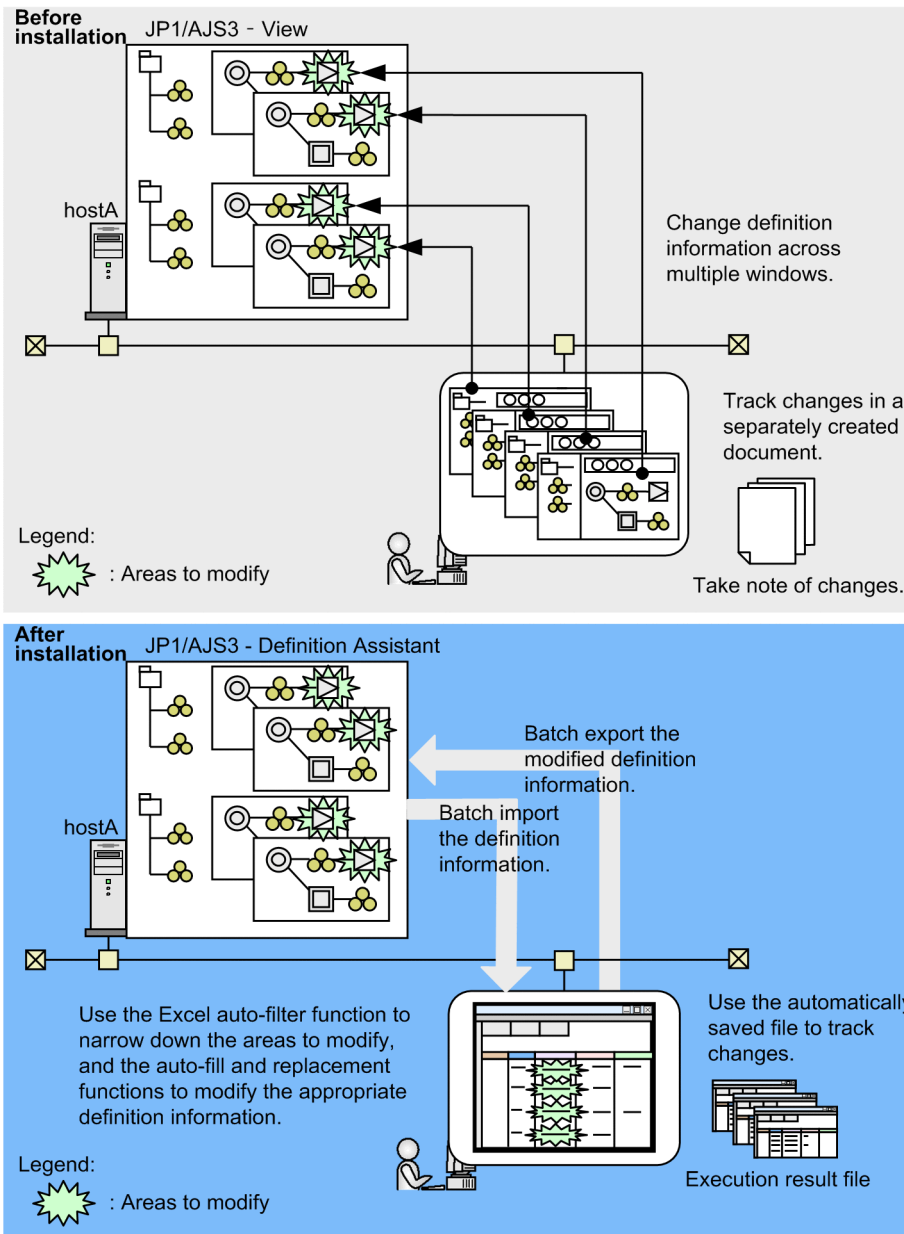 Before
installation
JP1/AJS3 - View
hostA
Change definition
information across
multiple windows.
Track changes in a
separately created
document.
Legend:
: Areas to modify
Take note of changes.
After
installation
JP1/AJS3 - Definition Assistant
Batch export the
modified definition
information.
Batch import
the definition
information.
hostA
Use the Excel auto-filter function to
narrow down the areas to modify,
and the auto-fill and replacement
functions to modify the appropriate
definition information.
Use the automatically
saved file to track
changes.
Execution result file
Legend:
: Areas to modify